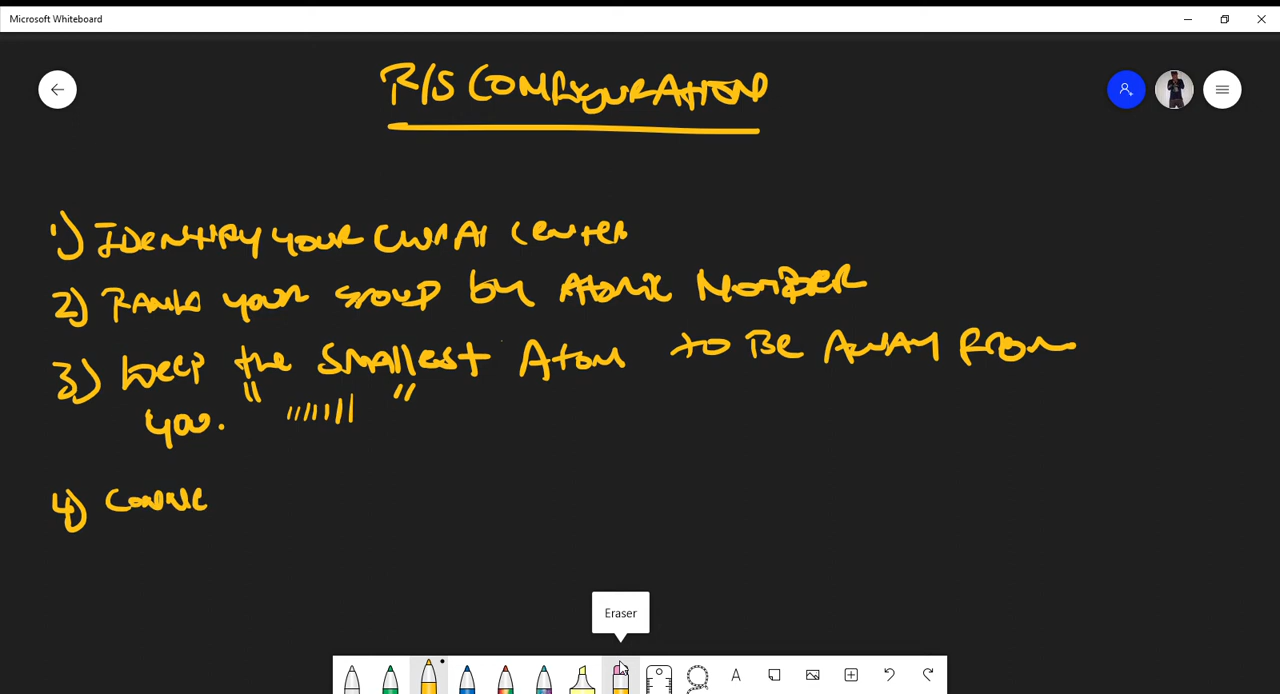 Microsoft Whiteboard
R/S CONFIGURATION
1) IDENTIFY your CHIRAL Center
2) RANK your group by Atomic Number
3) keep the smallest Atom to Be AWAY FROM
you. " ////// "
4) Conne
Eraser
A